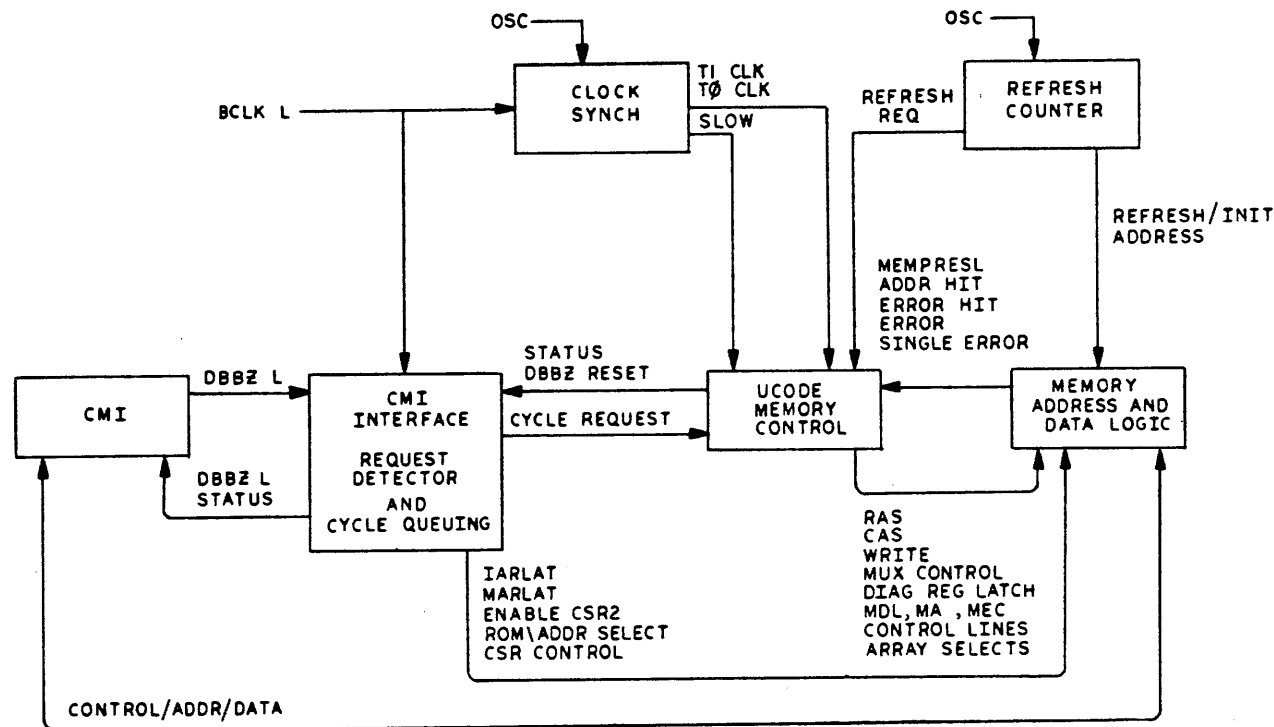 OSC
OSC
CLOCK
SYNCH
T1 CLK
TØ CLK
SLOW
BCLK L
REFRESH
REQ
REFRESH
COUNTER
REFRESH/INIT
ADDRESS
MEMPRESL
ADDR HIT
ERROR HIT
ERROR
SINGLE ERROR
CMI
DBBZ L
CMI
INTERFACE
REQUEST
DETECTOR
AND
CYCLE QUEUING
STATUS
DBBZ RESET
CYCLE REQUEST
UCODE
MEMORY
CONTROL
MEMORY
ADDRESS AND
DATA LOGIC
DBBZ L
STATUS
IARLAT
MARLAT
ENABLE CSR2
ROM\ADDR SELECT
CSR CONTROL
RAS
CAS
WRITE
MUX CONTROL
DIAG REG LATCH
MDL,MA ,MEC
CONTROL LINES
ARRAY SELECTS
CONTROL/ADDR/DATA